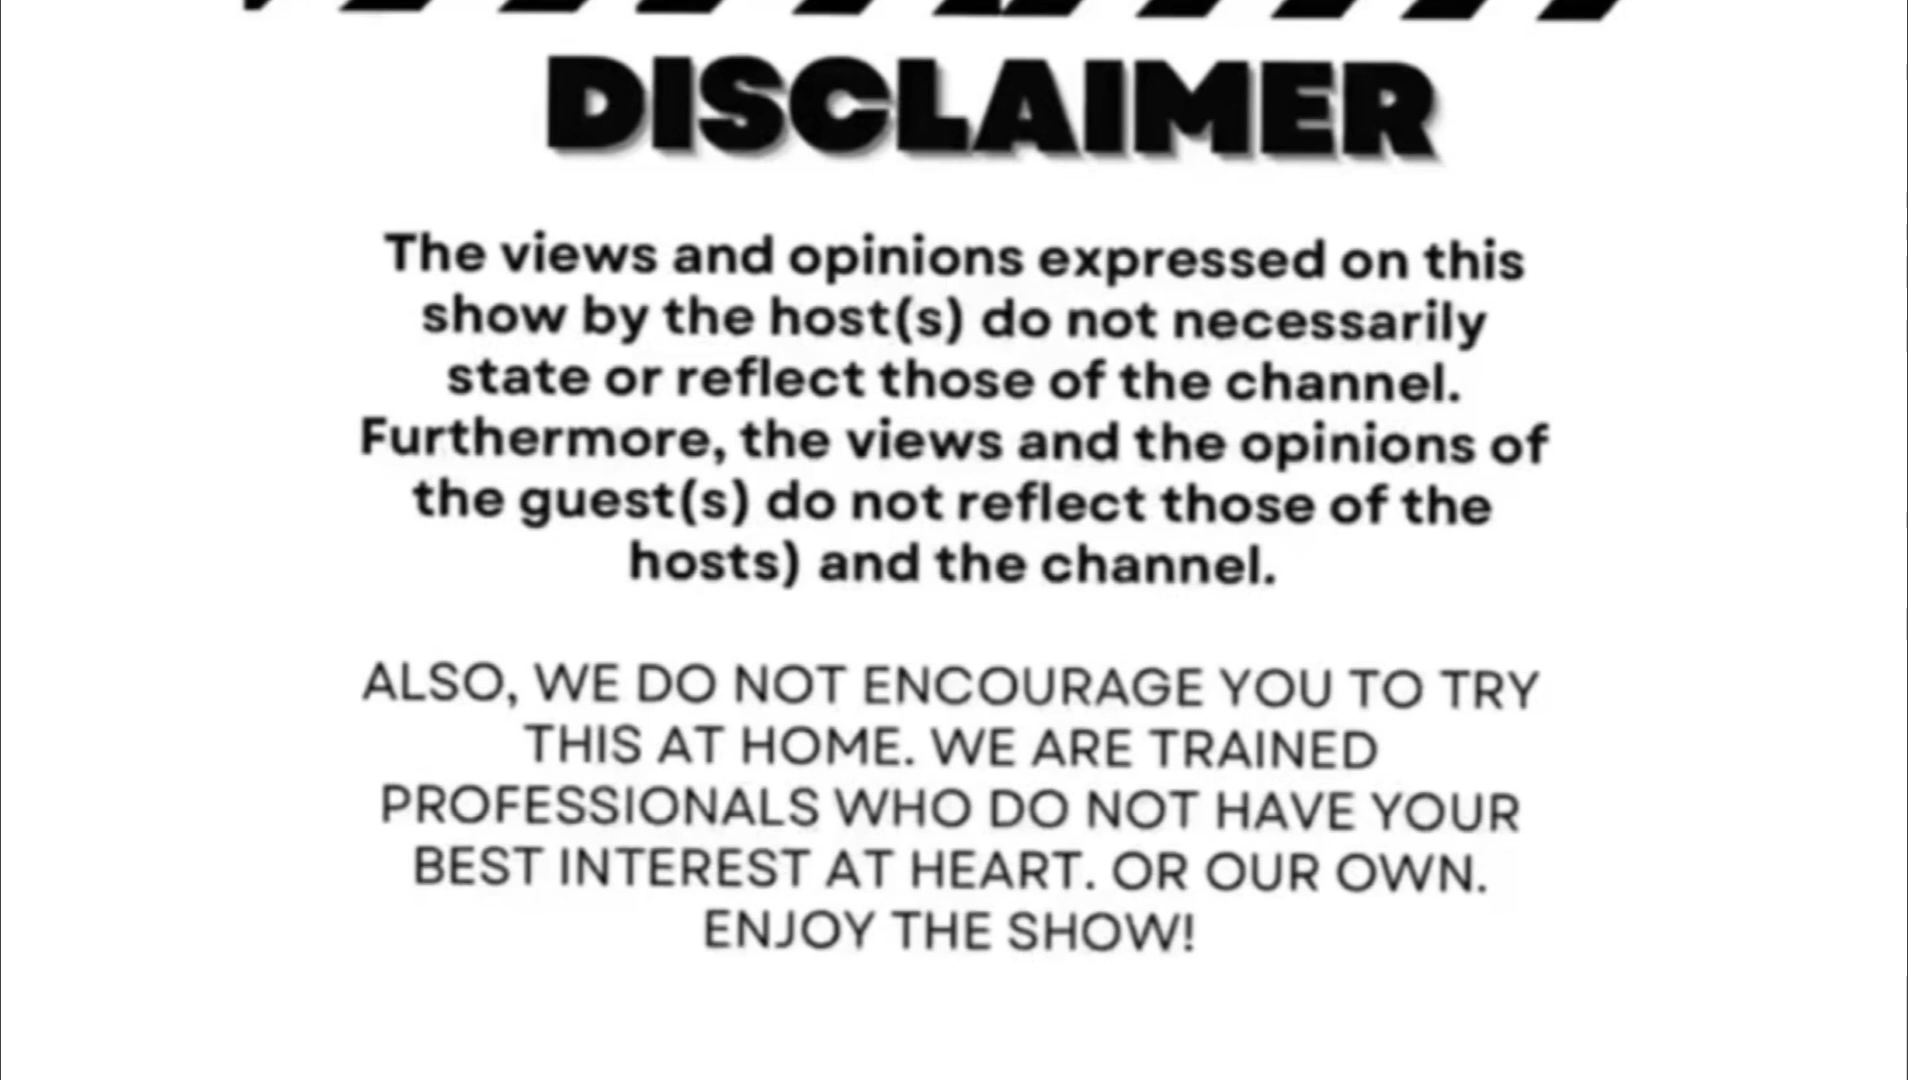 DISCLAIMER
The views and opinions expressed on this
show by the host(s) do not necessarily
state or reflect those of the channel.
Furthermore, the views and the opinions of
the guest(s) do not reflect those of the
hosts) and the channel.
ALSO, WE DO NOT ENCOURAGE YOU TO TRY
THIS AT HOME. WE ARE TRAINED
PROFESSIONALS WHO DO NOT HAVE YOUR
BEST INTEREST AT HEART. OR OUR OWN.
ENJOY THE SHOW!